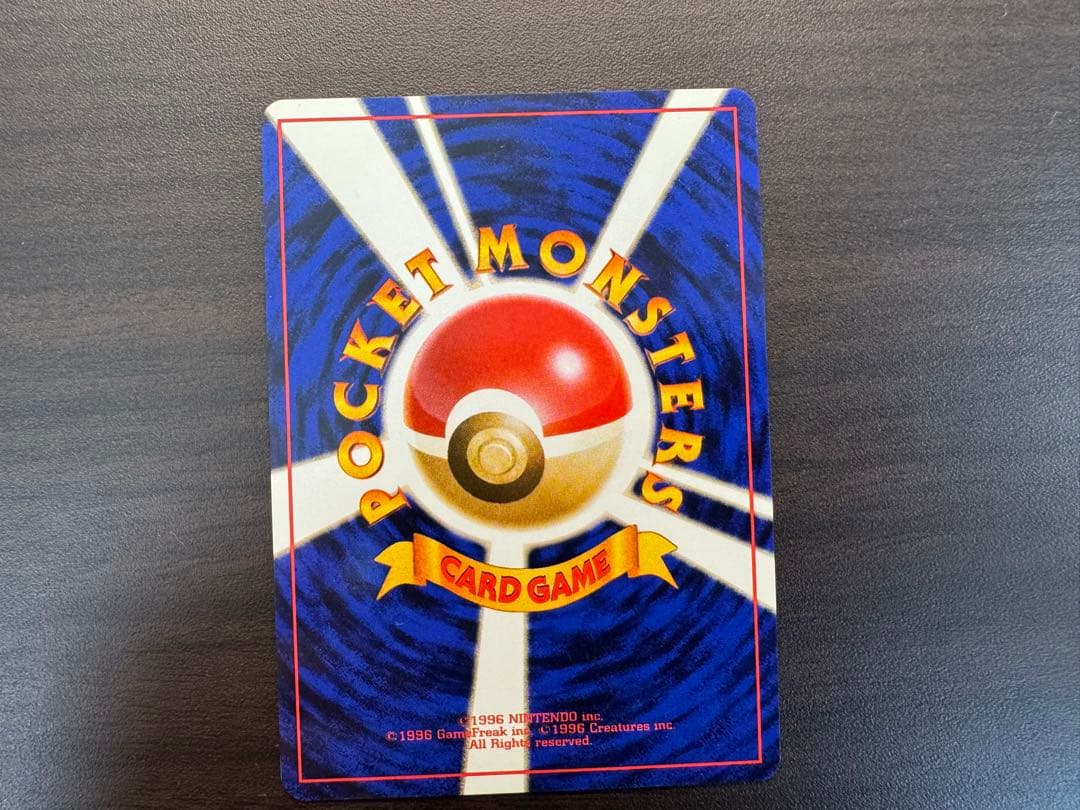 POCKET MONSTERS
CARD GAME
©1996 NINTENDO inc.
©1996 GameFreak inc. ©1996 Creatures inc.
All Rights reserved.